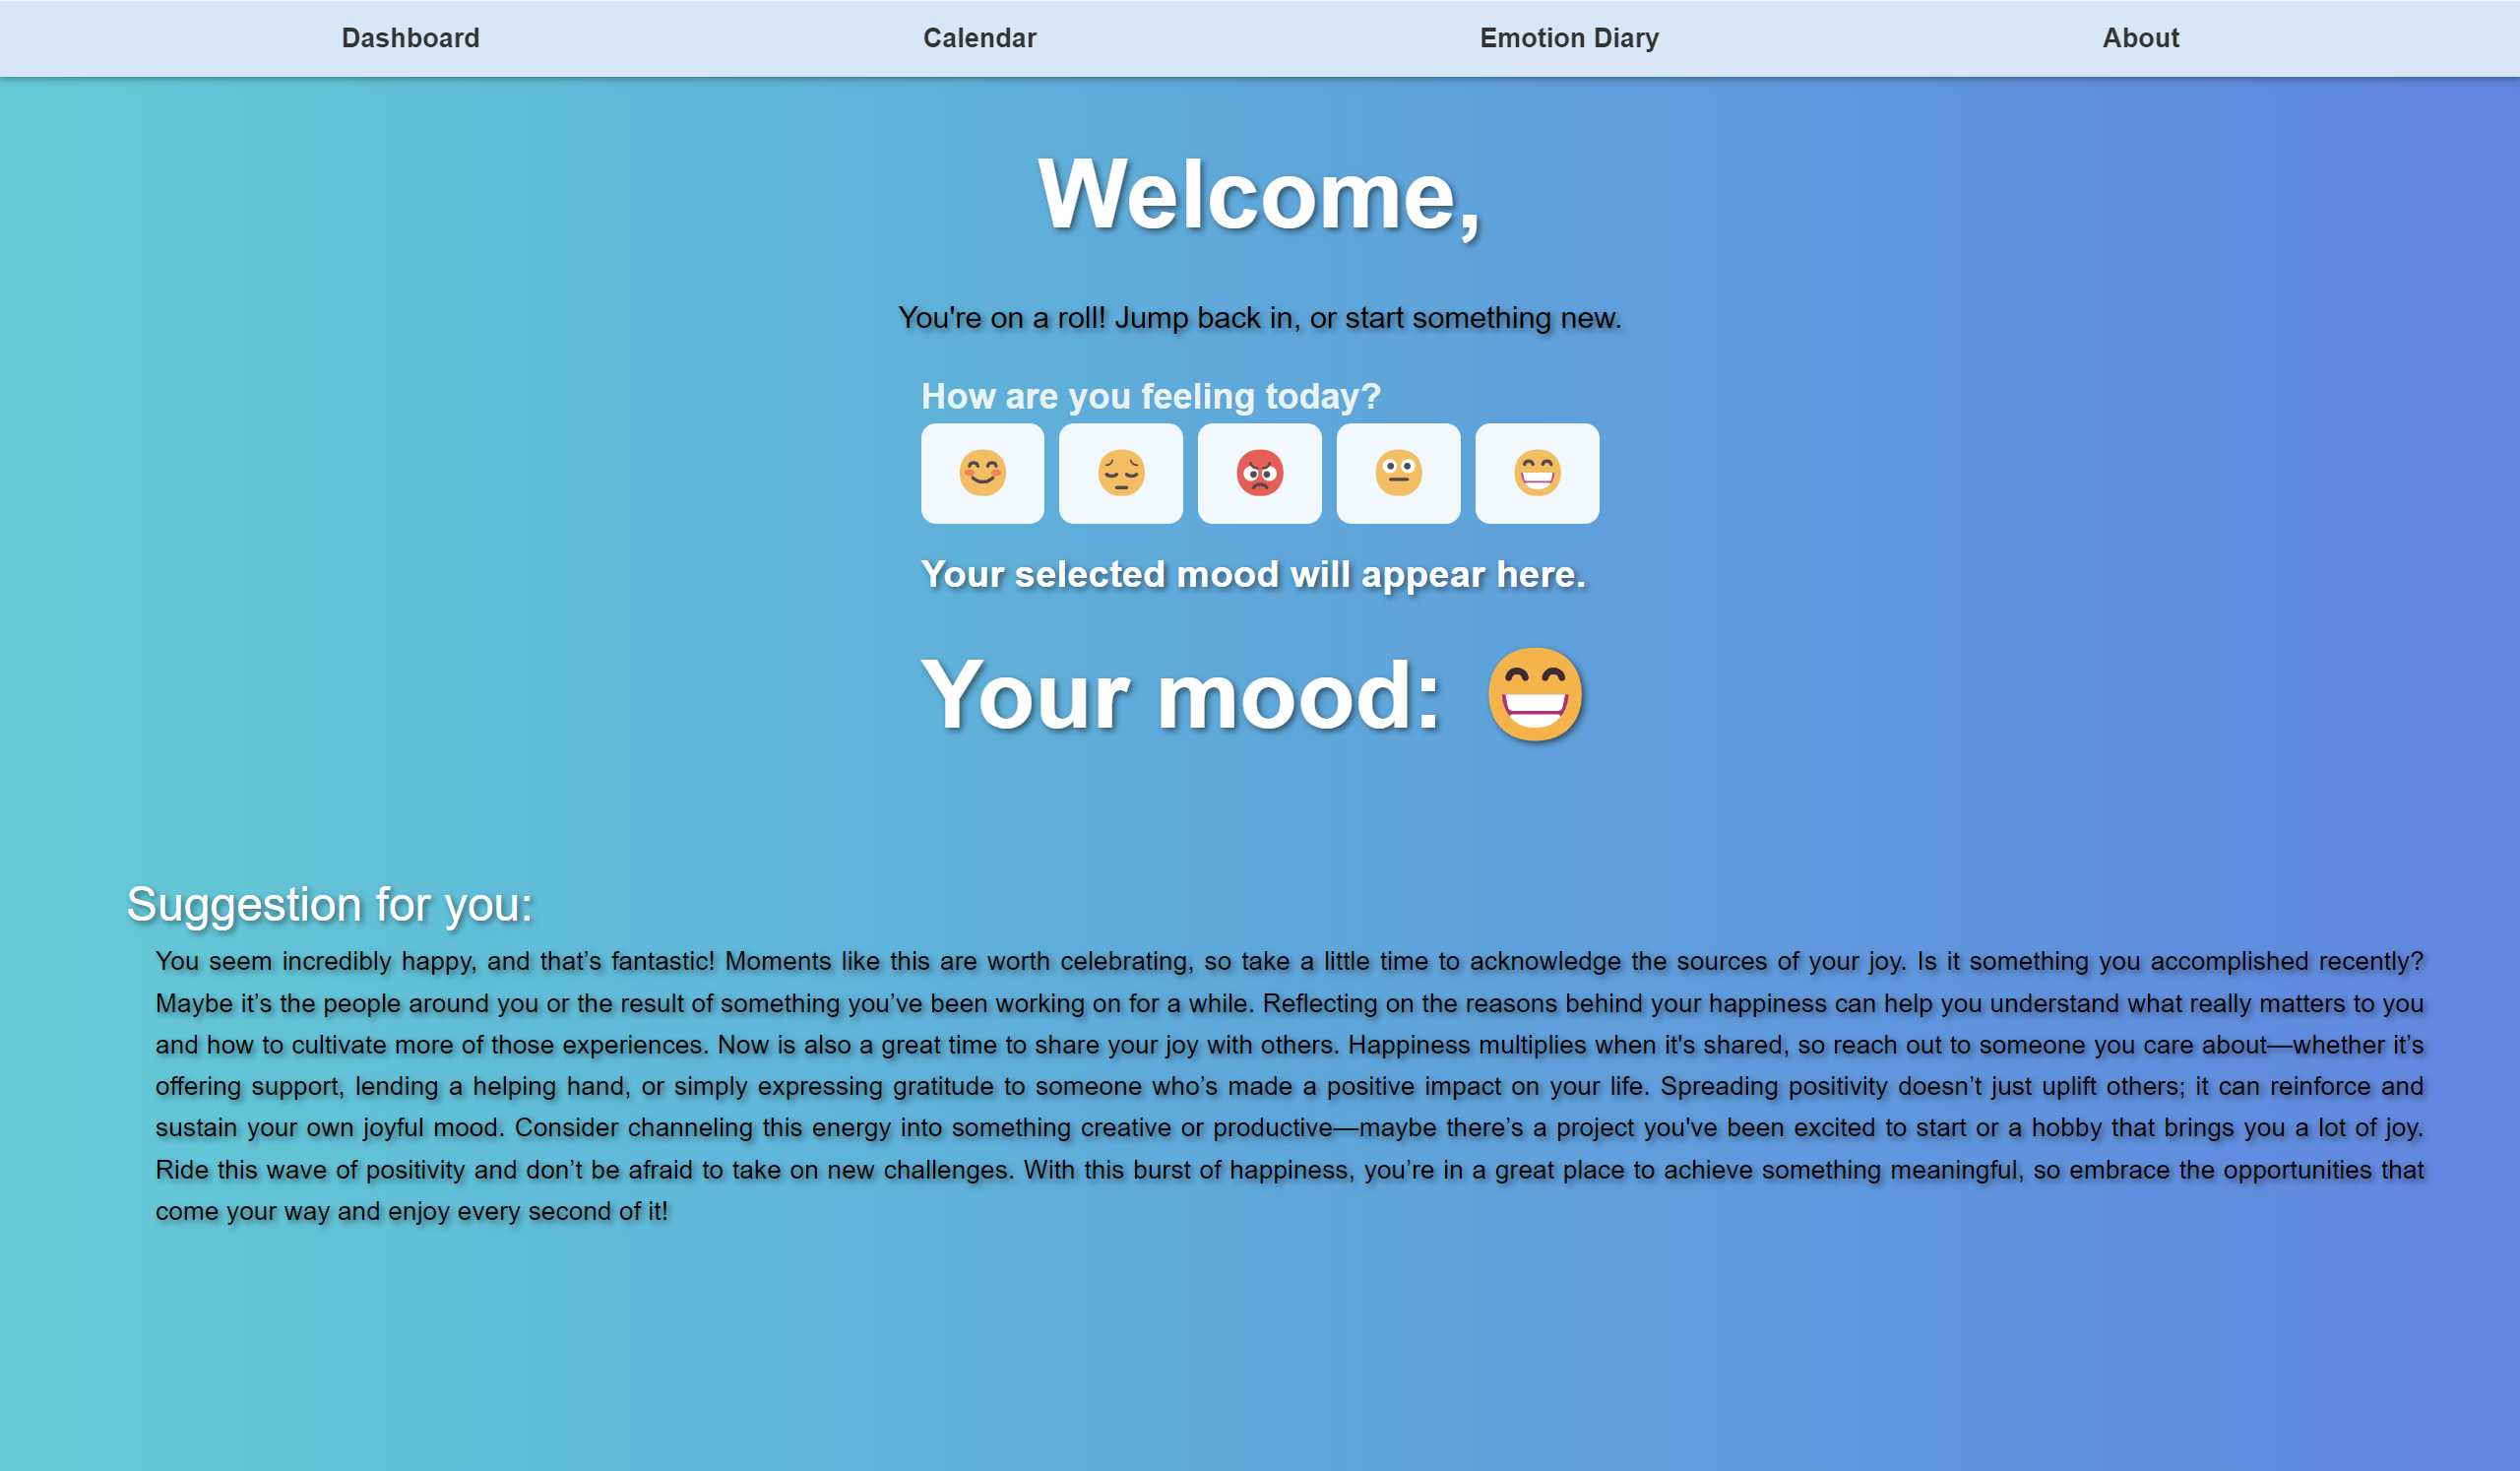 Dashboard Calendar Emotion Diary About
Welcome,
You're on a roll! Jump back in, or start something new.
How are you feeling today?
Your selected mood will appear here.
Your mood:
Suggestion for you:
You seem incredibly happy, and that’s fantastic! Moments like this are worth celebrating, so take a little time to acknowledge the sources of your joy. Is it something you accomplished recently?
Maybe it’s the people around you or the result of something you’ve been working on for a while. Reflecting on the reasons behind your happiness can help you understand what really matters to you
and how to cultivate more of those experiences. Now is also a great time to share your joy with others. Happiness multiplies when it's shared, so reach out to someone you care about—whether it’s
offering support, lending a helping hand, or simply expressing gratitude to someone who’s made a positive impact on your life. Spreading positivity doesn’t just uplift others; it can reinforce and
sustain your own joyful mood. Consider channeling this energy into something creative or productive—maybe there’s a project you've been excited to start or a hobby that brings you a lot of joy.
Ride this wave of positivity and don’t be afraid to take on new challenges. With this burst of happiness, you’re in a great place to achieve something meaningful, so embrace the opportunities that
come your way and enjoy every second of it!